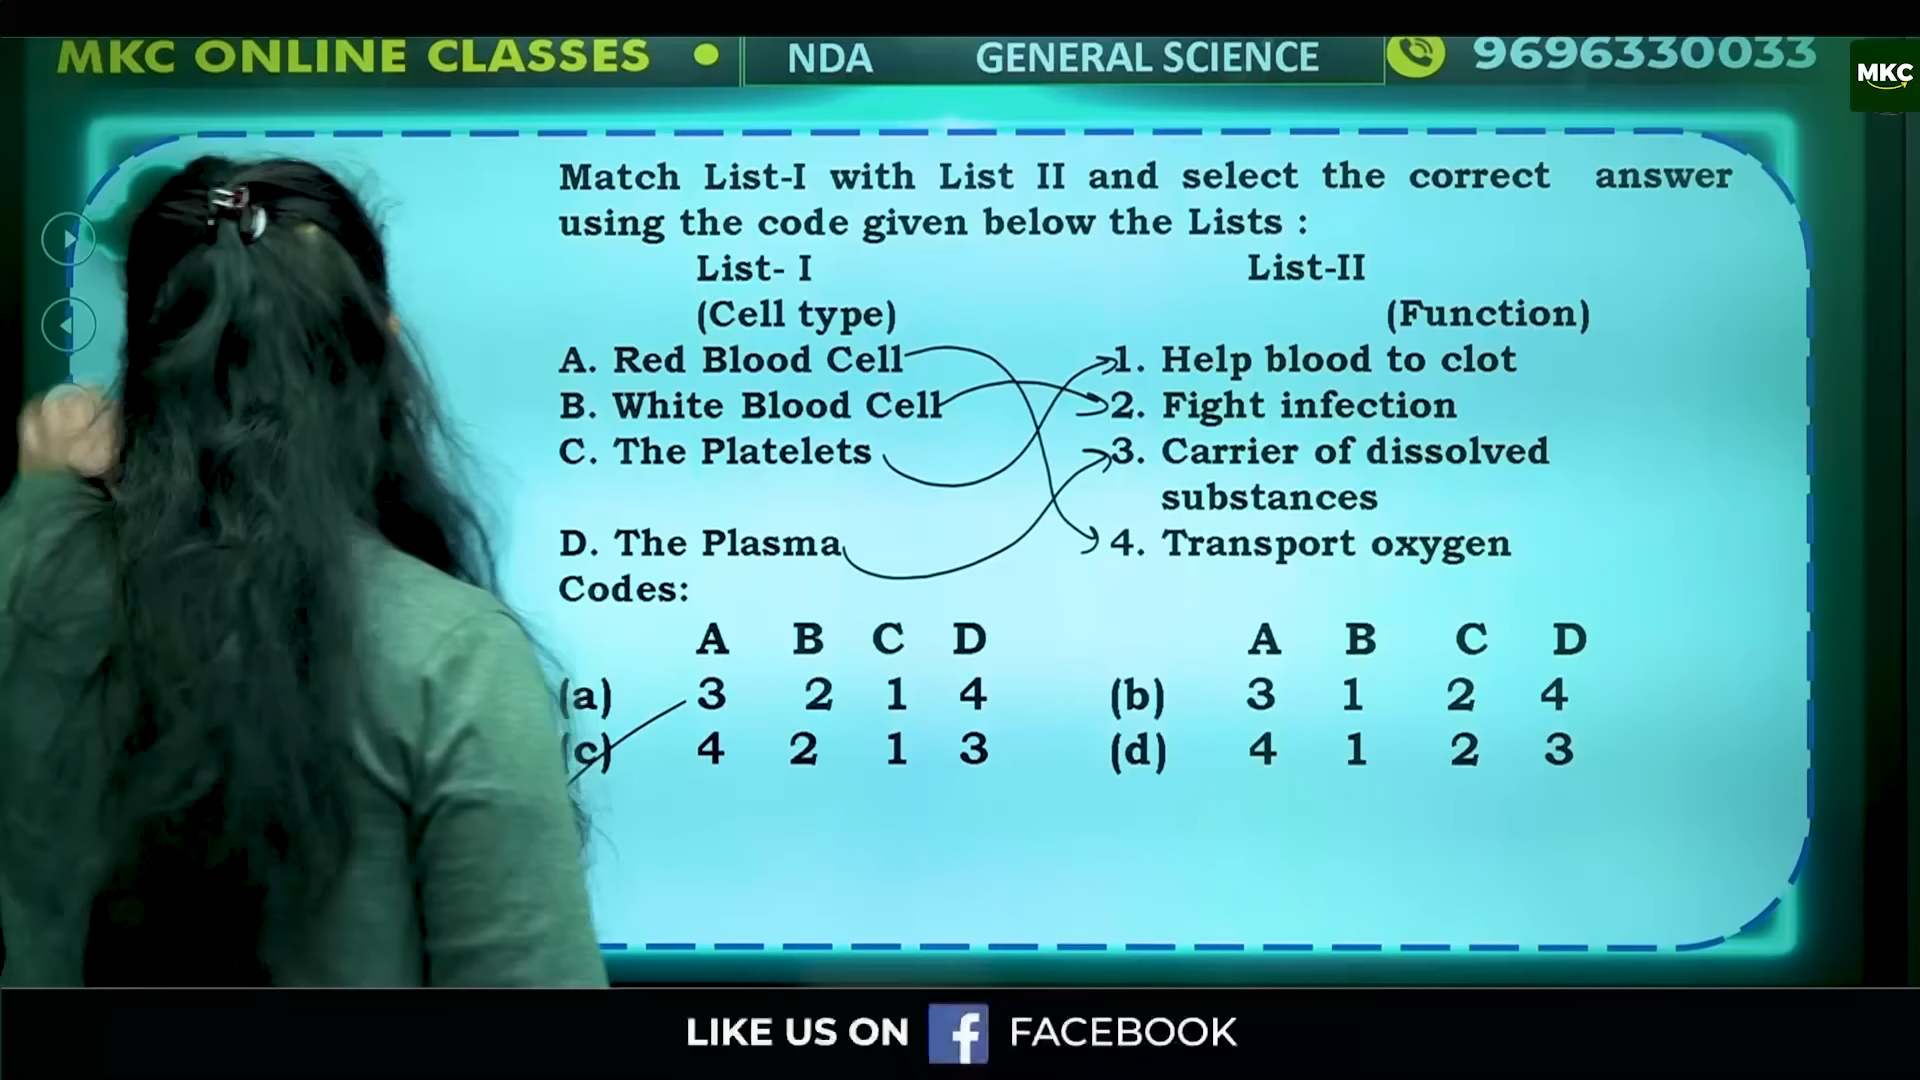 MKC ONLINE CLASSES • NDA GENERAL SCIENCE 9696330033
MKC
Match List-I with List II and select the correct answer
using the code given below the Lists :
List- I List-II
(Cell type) (Function)
A. Red Blood Cell 1. Help blood to clot
B. White Blood Cell 2. Fight infection
C. The Platelets 3. Carrier of dissolved
substances
D. The Plasma 4. Transport oxygen
Codes:
A B C D A B C D
(a) 3 2 1 4 (b) 3 1 2 4
(c) 4 2 1 3 (d) 4 1 2 3
LIKE US ON f FACEBOOK